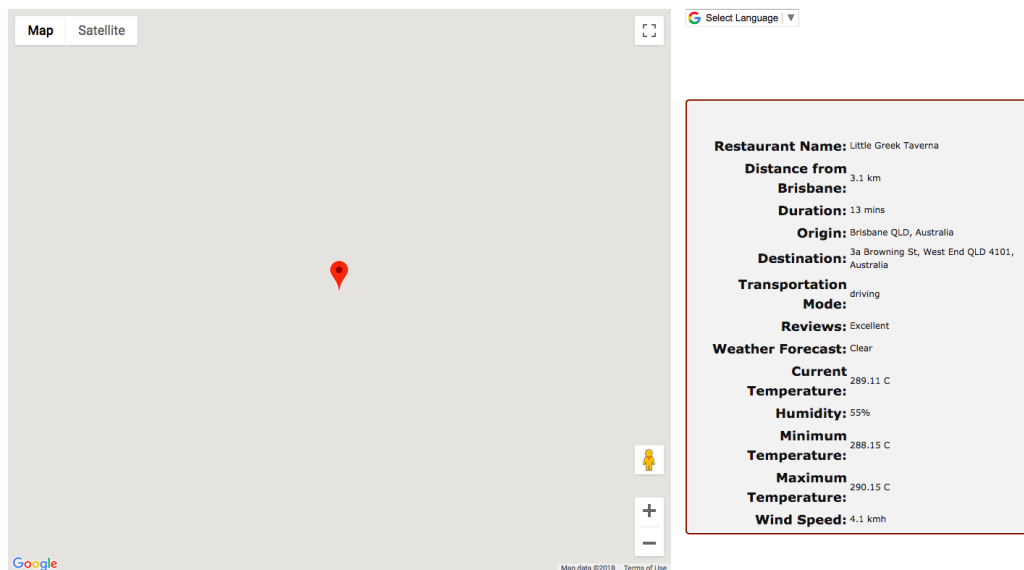 Map Satellite
Select Language ▼
Restaurant Name: Little Greek Taverna
Distance from
Brisbane: 3.1 km
Duration: 13 mins
Origin: Brisbane QLD, Australia
Destination: 3a Browning St, West End QLD 4101,
Australia
Transportation
Mode: driving
Reviews: Excellent
Weather Forecast: Clear
Current
Temperature: 289.11 C
Humidity: 55%
Minimum
Temperature: 288.15 C
Maximum
Temperature: 290.15 C
Wind Speed: 4.1 kmh
Google
Map data ©2018 Terms of Use